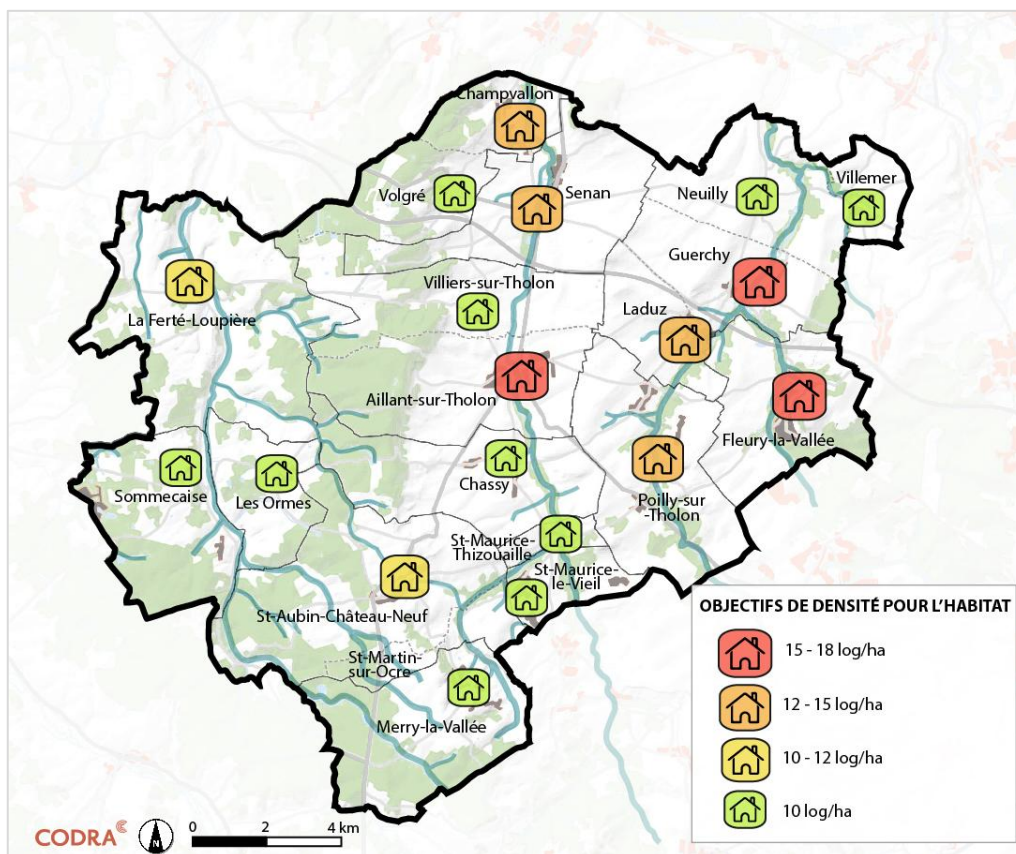 Champvallon
Volgré
Senan
Neuilly
Villemer
Guerchy
Villiers-sur-Tholon
Laduz
La Ferté-Loupière
Aillant-sur-Tholon
Fleury-la-Vallée
Chassy
Sommecaise
Les Ormes
Poilly-sur
-Tholon
St-Maurice-
Thizouaille
St-Maurice-
le-Vieil
St-Aubin-Château-Neuf
St-Martin-
sur-Ocre
Merry-la-Vallée
OBJECTIFS DE DENSITÉ POUR L'HABITAT
15 - 18 log/ha
12 - 15 log/ha
10 - 12 log/ha
10 log/ha
CODRA
N
0 2 4 km